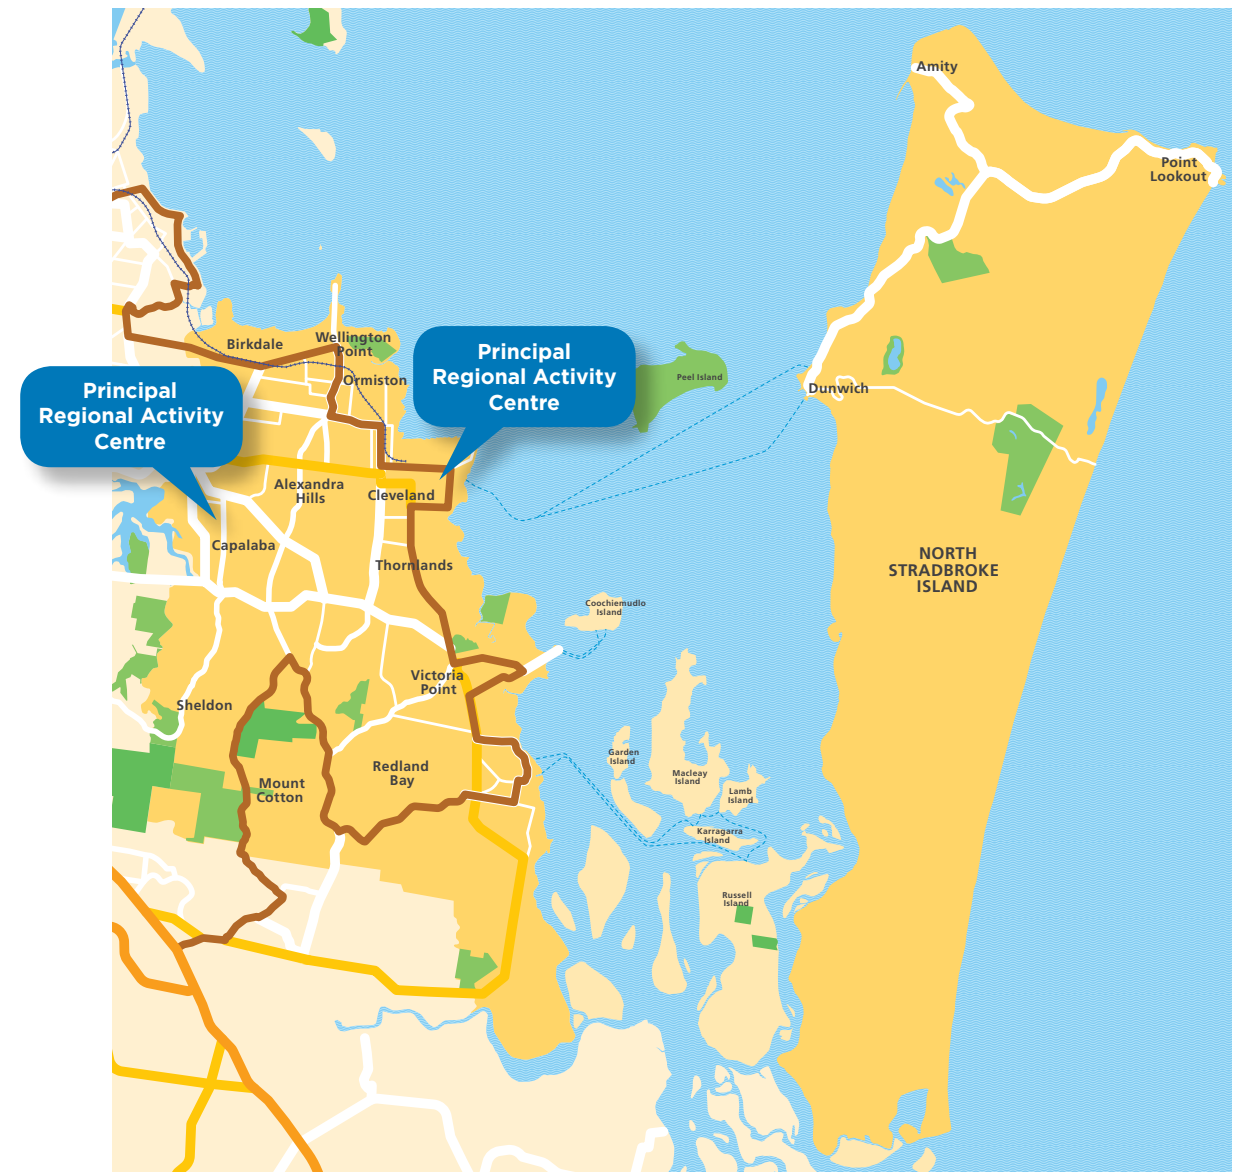 Amity
Point
Lookout
Birkdale
Wellington
Point
Principal
Regional Activity
Centre
Peel Island
Ormiston
Principal
Regional Activity
Centre
Dunwich
Alexandra
Hills
Cleveland
Capalaba
Thornlands
NORTH
STRADBROKE
ISLAND
Coochiemudlo
Island
Victoria
Point
Sheldon
Garden
Island
Redland
Bay
Macleay
Island
Mount
Cotton
Lamb
Island
Karragarra
Island
Russell
Island